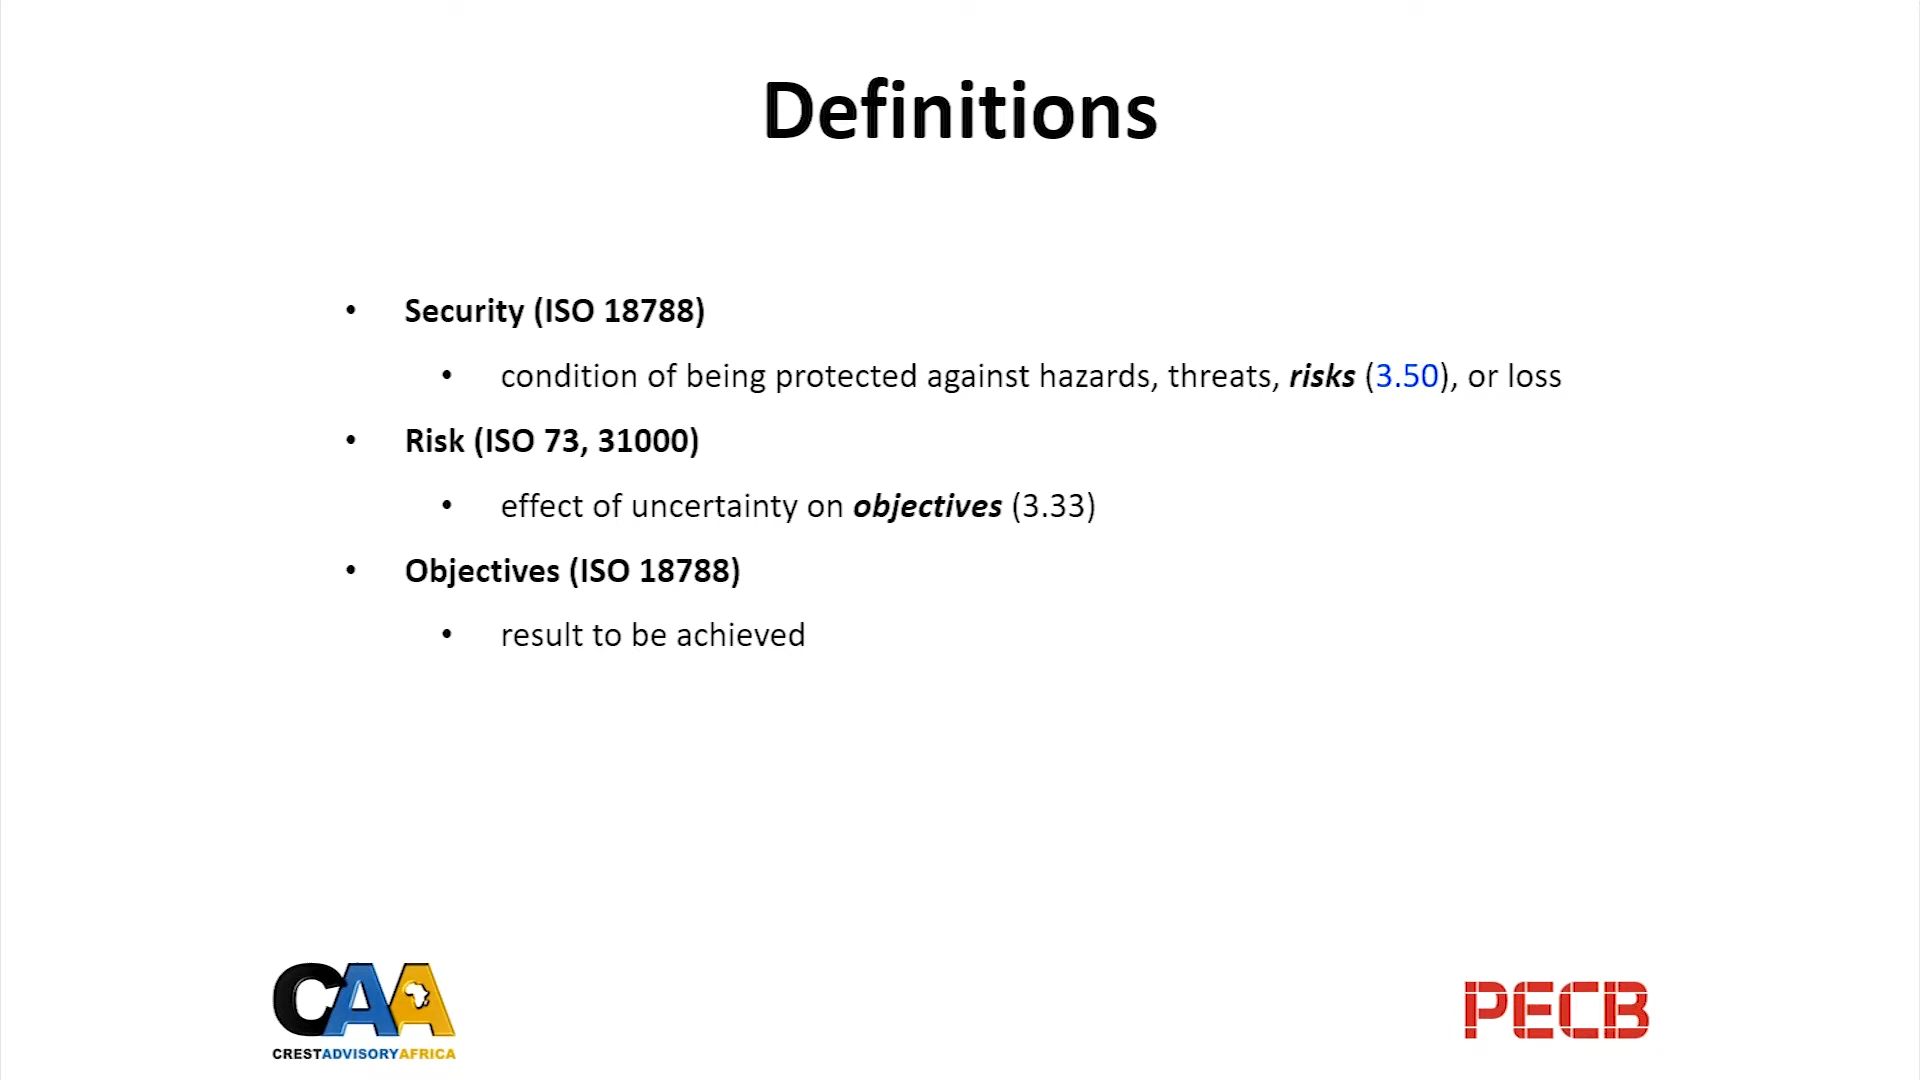 Definitions
• Security (ISO 18788)
• condition of being protected against hazards, threats, risks (3.50), or loss
• Risk (ISO 73, 31000)
• effect of uncertainty on objectives (3.33)
• Objectives (ISO 18788)
• result to be achieved
CAA
CRESTADVISORYAFRICA
PECB